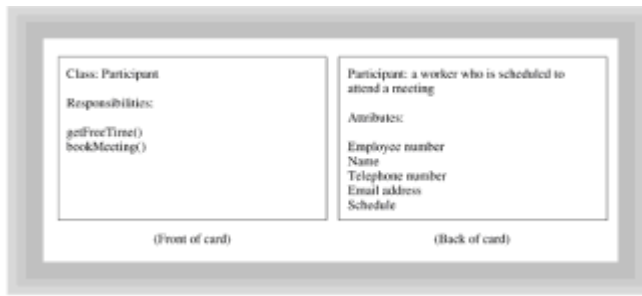 Class: Participant
Responsibilities:
getFreeTime()
bookMeeting()
(Front of card)
Participant: a worker who is scheduled to
attend a meeting
Attributes:
Employee number
Name
Telephone number
Email address
Schedule
(Back of card)